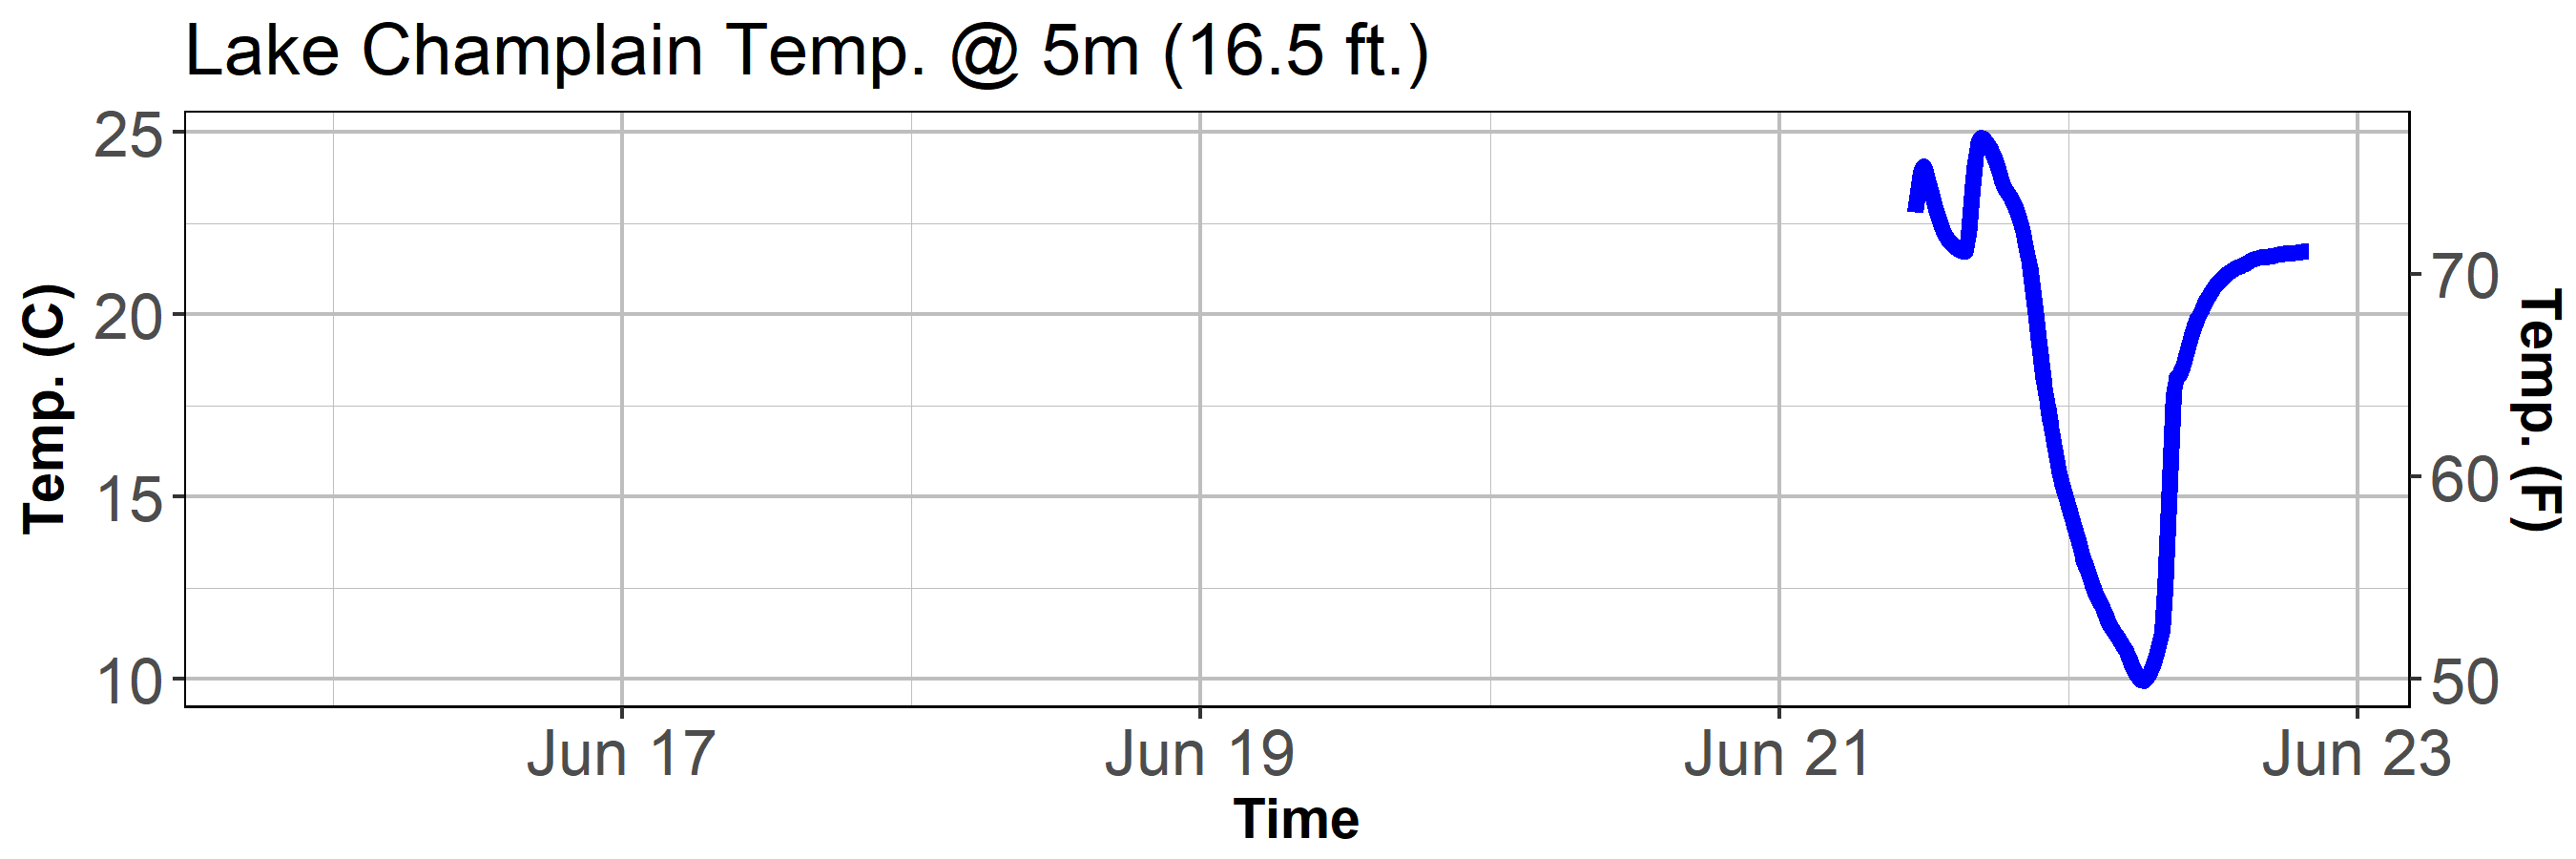 Lake Champlain Temp. @ 5m (16.5 ft.)
25
20
15
10
Temp. (C)
70
60
50
Temp. (F)
Jun 17 Jun 19 Jun 21 Jun 23
Time